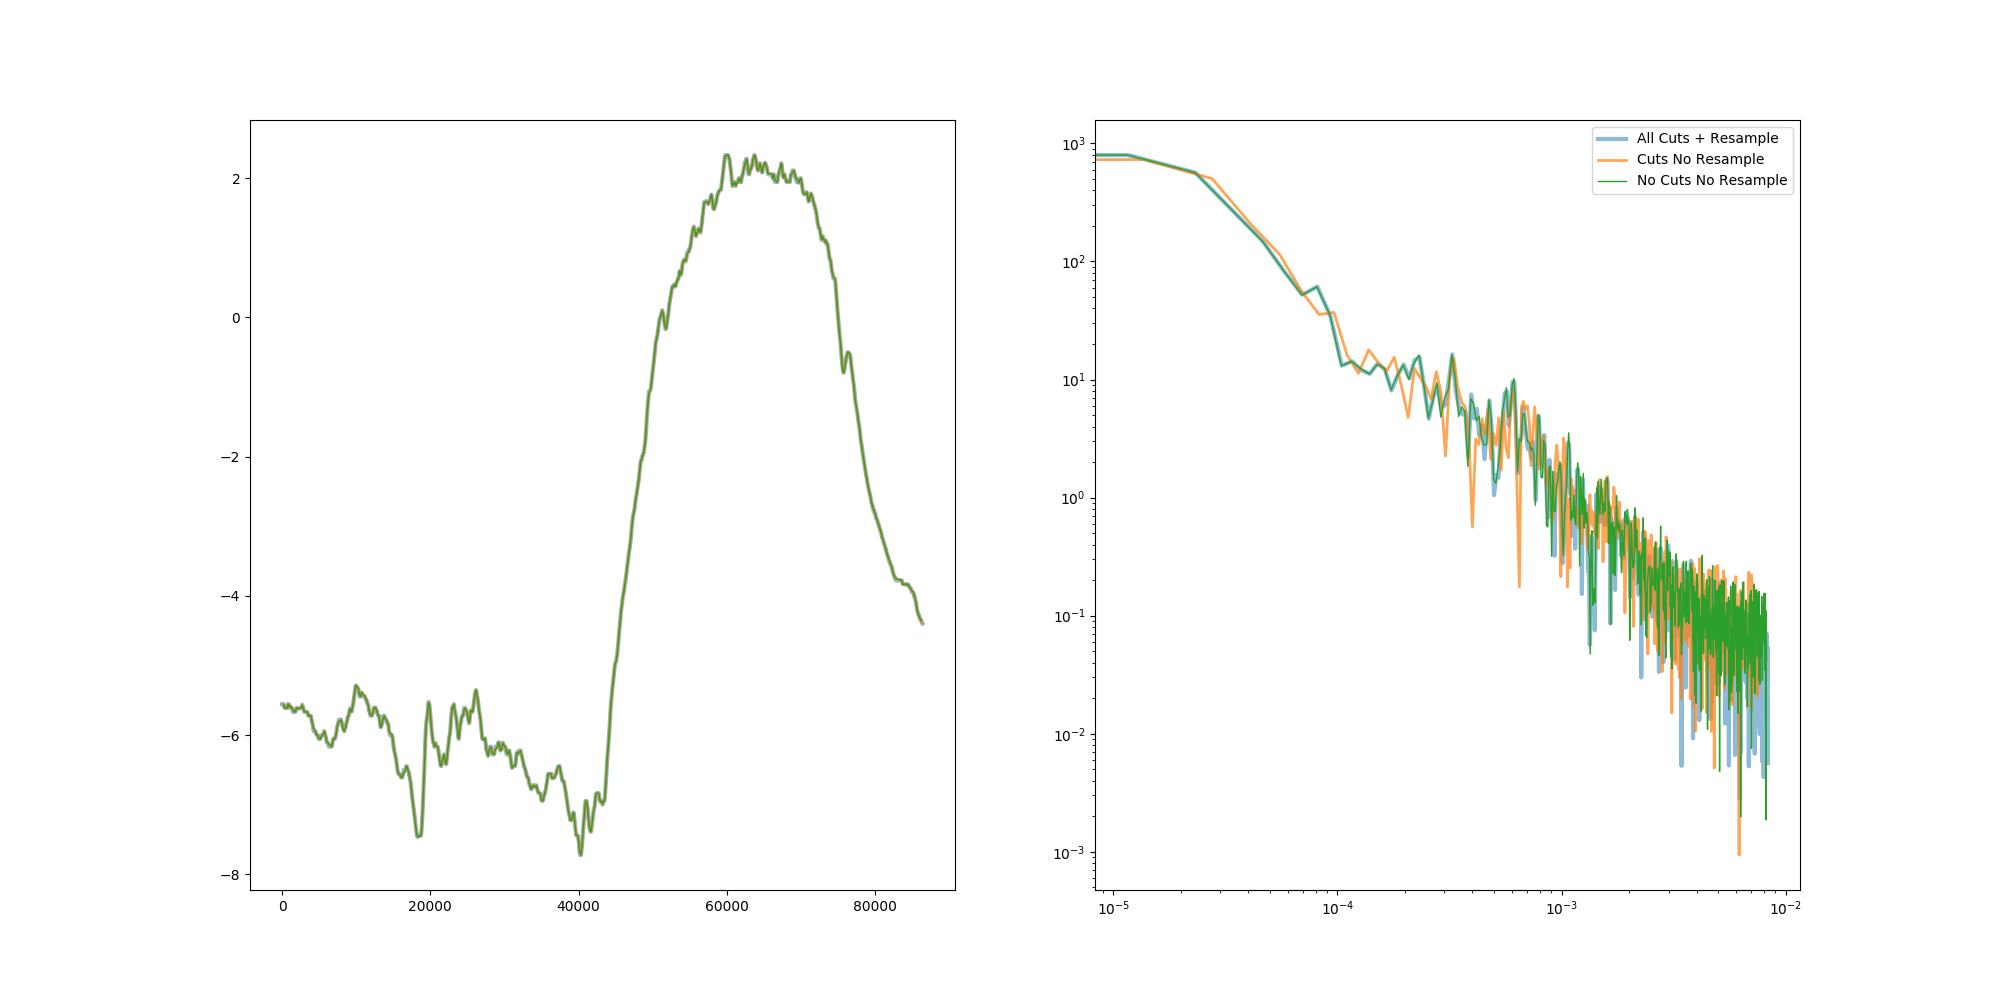 2
0
−2
−4
−6
−8
0 20000 40000 60000 80000
10³
10²
10¹
10⁰
10⁻¹
10⁻²
10⁻³
10⁻⁵ 10⁻⁴ 10⁻³ 10⁻²
All Cuts + Resample
Cuts No Resample
No Cuts No Resample